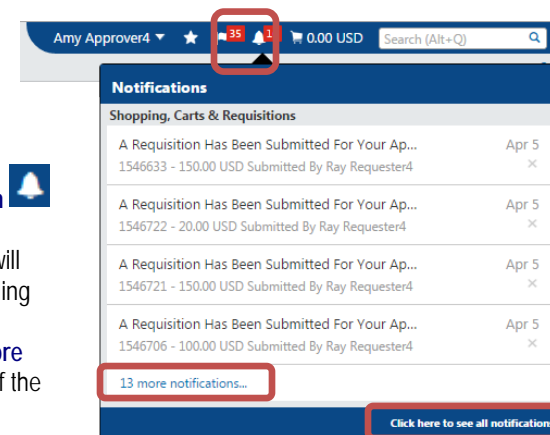 Amy Approver4 35 0.00 USD Search (Alt+Q)
Notifications
Shopping, Carts & Requisitions
A Requisition Has Been Submitted For Your Ap... Apr 5
1546633 - 150.00 USD Submitted By Ray Requester4
A Requisition Has Been Submitted For Your Ap... Apr 5
1546722 - 20.00 USD Submitted By Ray Requester4
A Requisition Has Been Submitted For Your Ap... Apr 5
1546721 - 150.00 USD Submitted By Ray Requester4
A Requisition Has Been Submitted For Your Ap... Apr 5
1546706 - 100.00 USD Submitted By Ray Requester4
13 more notifications...
Click here to see all notifications
f the